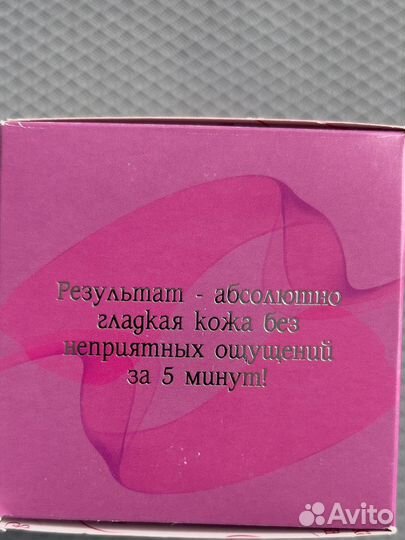 Результат - абсолютно
гладкая кожа без
неприятных ощущений
за 5 минут!
Avito